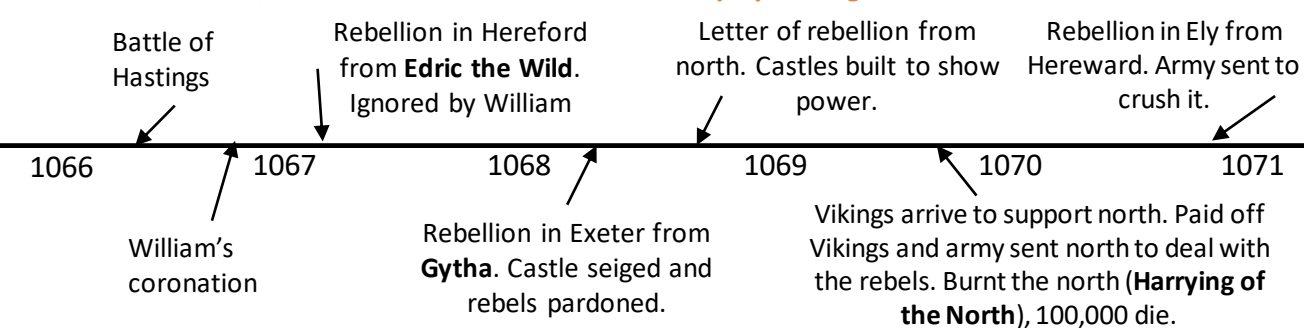 Battle of
Hastings
Rebellion in Hereford
from Edric the Wild.
Ignored by William
Letter of rebellion from
north. Castles built to show
power.
Rebellion in Ely from
Hereward. Army sent to
crush it.
1066
1067
1068
1069
1070
1071
William's
coronation
Rebellion in Exeter from
Gytha. Castle seiged and
rebels pardoned.
Vikings arrive to support north. Paid off
Vikings and army sent north to deal with
the rebels. Burnt the north (Harrying of
the North), 100,000 die.